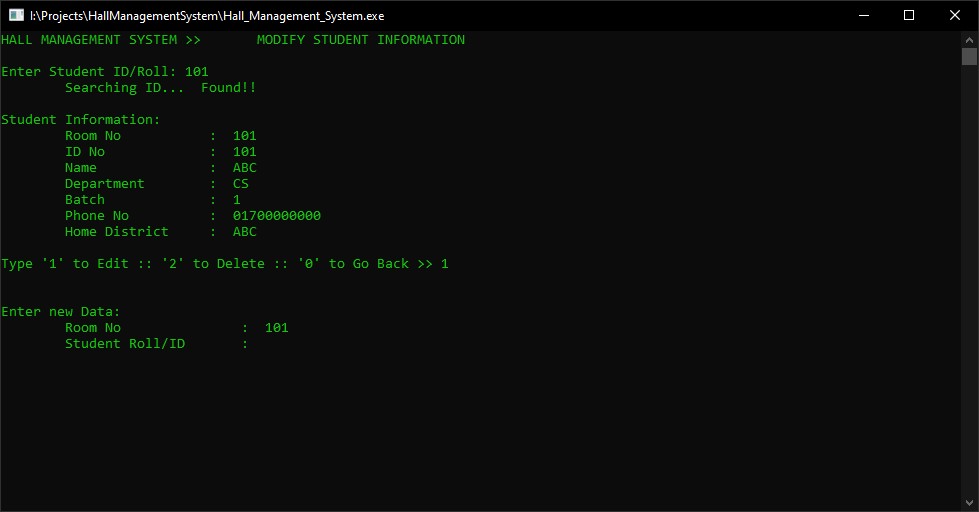 I:\Projects\HallManagementSystem\Hall_Management_System.exe
HALL MANAGEMENT SYSTEM >>       MODIFY STUDENT INFORMATION
Enter Student ID/Roll: 101
Searching ID...  Found!!
Student Information:
Room No           :  101
ID No             :  101
Name              :  ABC
Department        :  CS
Batch             :  1
Phone No          :  01700000000
Home District     :  ABC
Type '1' to Edit :: '2' to Delete :: '0' to Go Back >> 1
Enter new Data:
Room No               :  101
Student Roll/ID       :